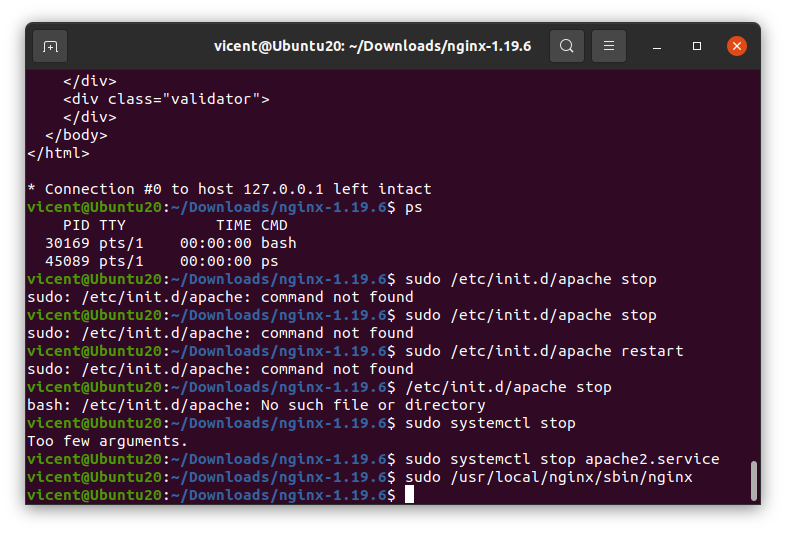 vicent@Ubuntu20: ~/Downloads/nginx-1.19.6
    </div>
    <div class="validator">
    </div>
  </body>
</html>
* Connection #0 to host 127.0.0.1 left intact
vicent@Ubuntu20:~/Downloads/nginx-1.19.6$ ps
    PID TTY          TIME CMD
  30169 pts/1    00:00:00 bash
  45089 pts/1    00:00:00 ps
vicent@Ubuntu20:~/Downloads/nginx-1.19.6$ sudo /etc/init.d/apache stop
sudo: /etc/init.d/apache: command not found
vicent@Ubuntu20:~/Downloads/nginx-1.19.6$ sudo /etc/init.d/apache stop
sudo: /etc/init.d/apache: command not found
vicent@Ubuntu20:~/Downloads/nginx-1.19.6$ sudo /etc/init.d/apache restart
sudo: /etc/init.d/apache: command not found
vicent@Ubuntu20:~/Downloads/nginx-1.19.6$ /etc/init.d/apache stop
bash: /etc/init.d/apache: No such file or directory
vicent@Ubuntu20:~/Downloads/nginx-1.19.6$ sudo systemctl stop
Too few arguments.
vicent@Ubuntu20:~/Downloads/nginx-1.19.6$ sudo systemctl stop apache2.service
vicent@Ubuntu20:~/Downloads/nginx-1.19.6$ sudo /usr/local/nginx/sbin/nginx
vicent@Ubuntu20:~/Downloads/nginx-1.19.6$